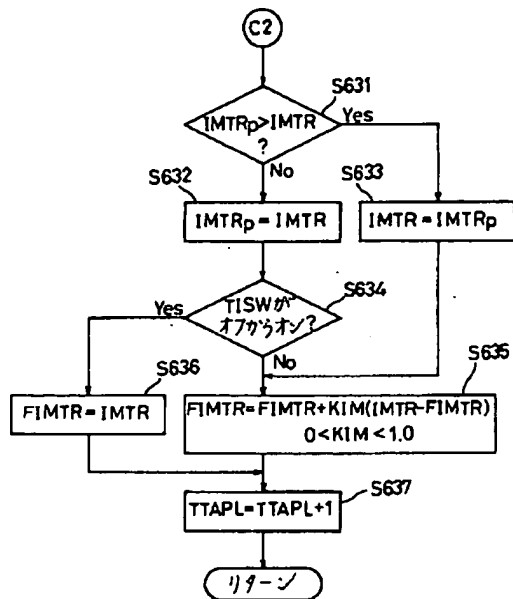 C2
S631
IMTRp>IMTR
?
Yes
No
S632
IMTRp=IMTR
S633
IMTR=IMTRp
S634
TISWが
オフからオン?
Yes
No
S636
FIMTR=IMTR
S635
FIMTR=FIMTR+KIM(IMTR-FIMTR)
0<KIM<1.0
S637
TTAPL=TTAPL+1
リターン